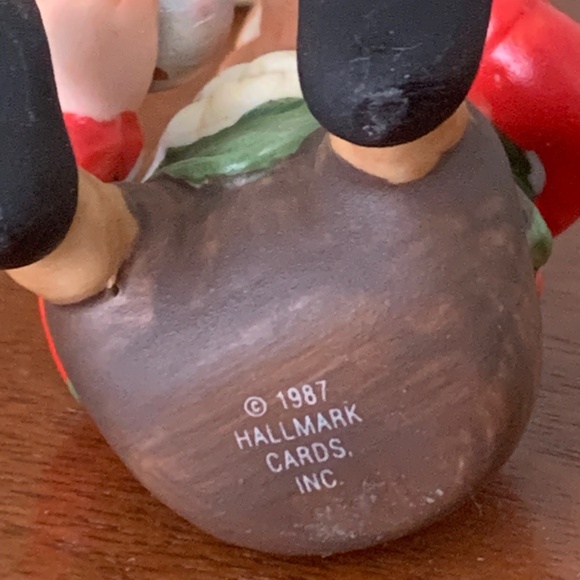 © 1987
HALLMARK
CARDS,
INC.